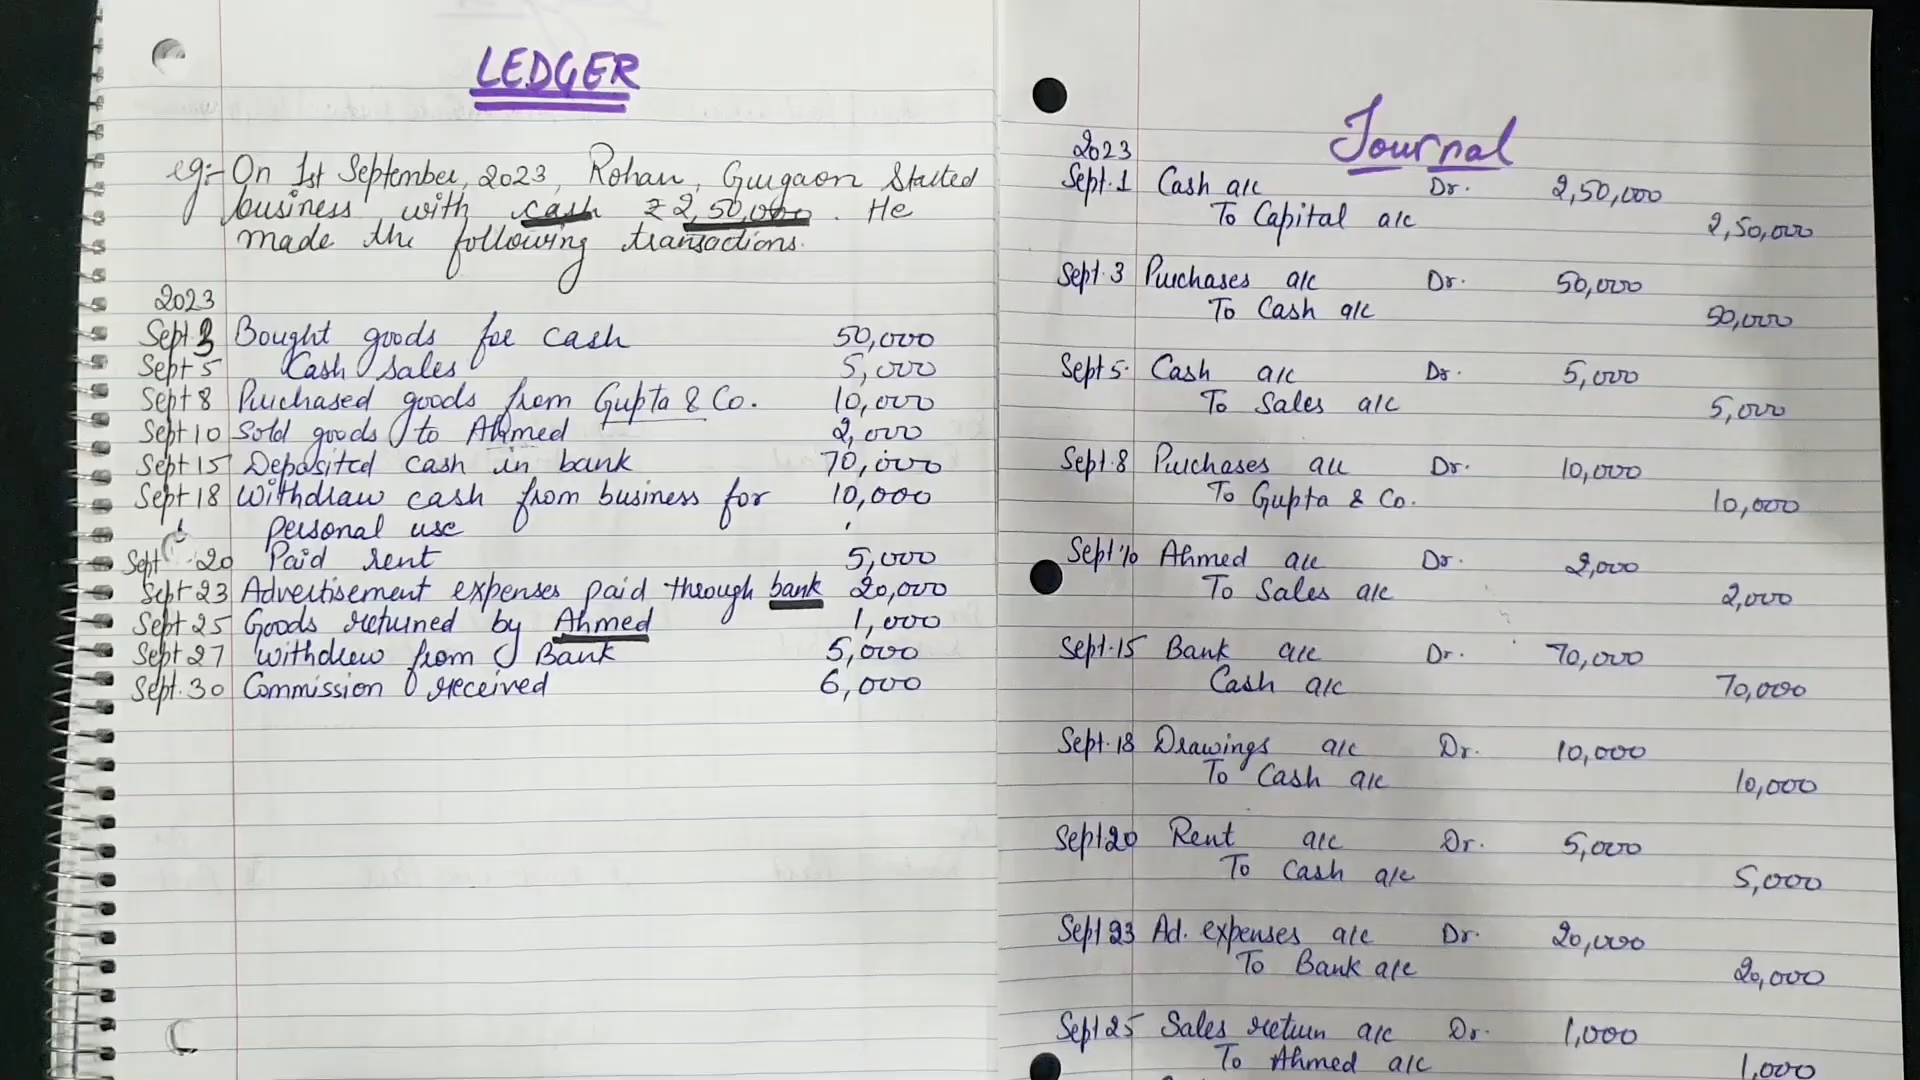 LEDGER
eg:- On 1st September, 2023, Rohan, Gurgaon started
business with cash ₹ 2,50,000. He
made the following transactions.
2023
Sept 3 Bought goods for cash 50,000
Sept 5 Cash sales 5,000
Sept 8 Purchased goods from Gupta & Co. 10,000
Sept 10 Sold goods to Ahmed 2,000
Sept 15 Deposited cash in bank 70,000
Sept 18 Withdraw cash from business for 10,000
personal use
Sept 20 Paid rent 5,000
Sept 23 Advertisement expenses paid through bank 20,000
Sept 25 Goods returned by Ahmed 1,000
Sept 27 Withdrew from Bank 5,000
Sept. 30 Commission received 6,000
Journal
2023
Sept. 1 Cash a/c Dr. 2,50,000
To Capital a/c 2,50,000
Sept. 3 Purchases a/c Dr. 50,000
To Cash a/c 50,000
Sept 5. Cash a/c Dr. 5,000
To Sales a/c 5,000
Sept. 8 Purchases a/c Dr. 10,000
To Gupta & Co. 10,000
Sept. 10 Ahmed a/c Dr. 2,000
To Sales a/c 2,000
Sept. 15 Bank a/c Dr. 70,000
Cash a/c 70,000
Sept. 18 Drawings a/c Dr. 10,000
To Cash a/c 10,000
Sept 20 Rent a/c Dr. 5,000
To Cash a/c 5,000
Sept 23 Ad. expenses a/c Dr. 20,000
To Bank a/c 20,000
Sept 25 Sales return a/c Dr. 1,000
To Ahmed a/c 1,000